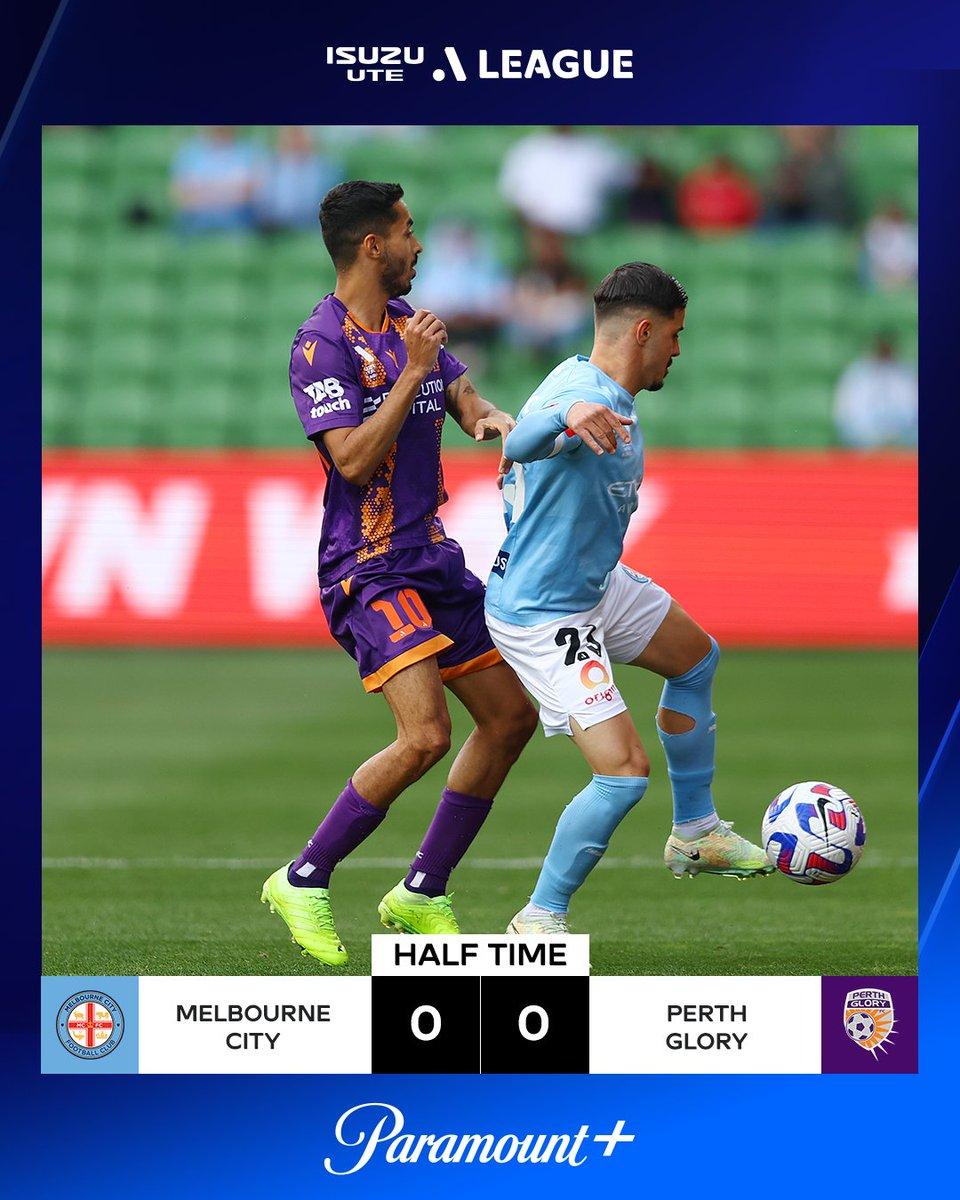 ISUZU
UTE
A LEAGUE
TAB
touch
10
23
origin
HALF TIME
MELBOURNE
CITY
0
0
PERTH
GLORY
MELBOURNE CITY
FOOTBALL CLUB
PERTH
GLORY
Paramount+